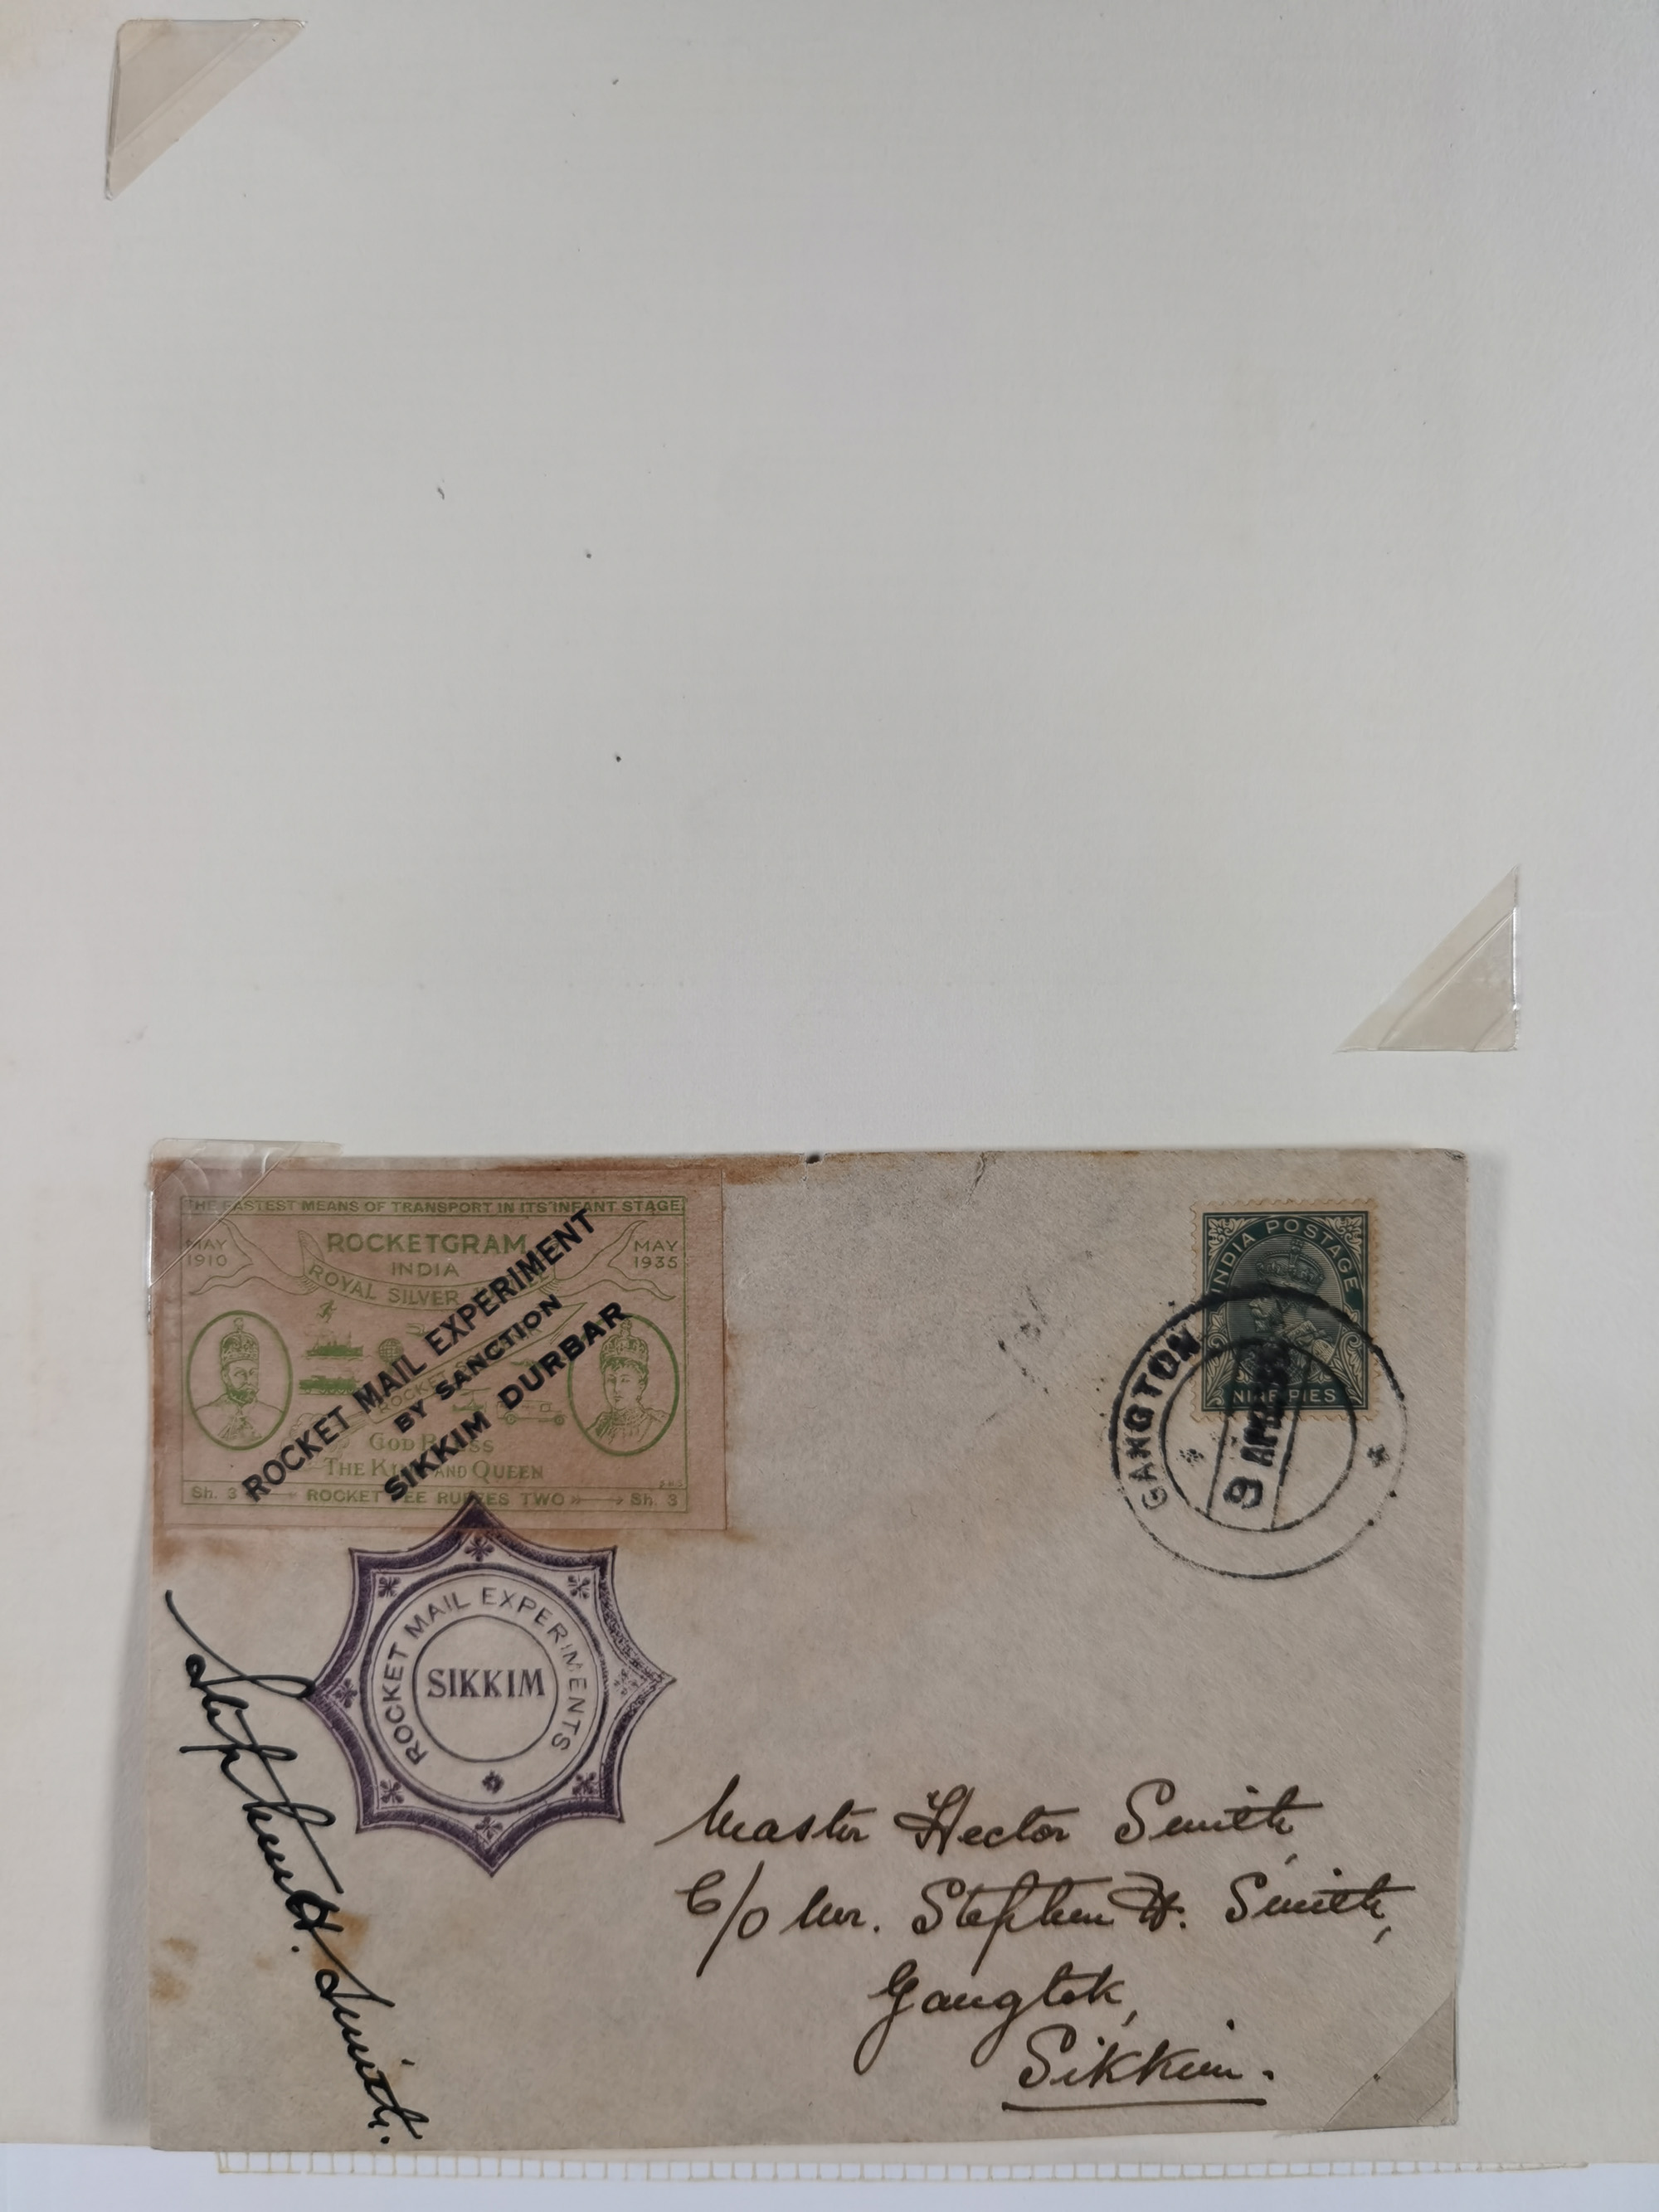 THE FASTEST MEANS OF TRANSPORT IN ITS INFANT STAGE
MAY 1910
ROCKETGRAM
INDIA
MAY 1935
ROYAL SILVER
ROCKET MAIL EXPERIMENT
BY SANCTION
SIKKIM DURBAR
ROCKET
GOD BLESS
THE KING AND QUEEN
Sh. 3 ROCKET FEE RUPEES TWO Sh. 3
INDIA POSTAGE
NINE PIES
GANGTOK
9 APR
ROCKET MAIL EXPERIMENTS
SIKKIM
Stephen H. Smith.
Master Hector Smith,
C/o Mr. Stephen H. Smith,
Gangtok,
Sikkim.